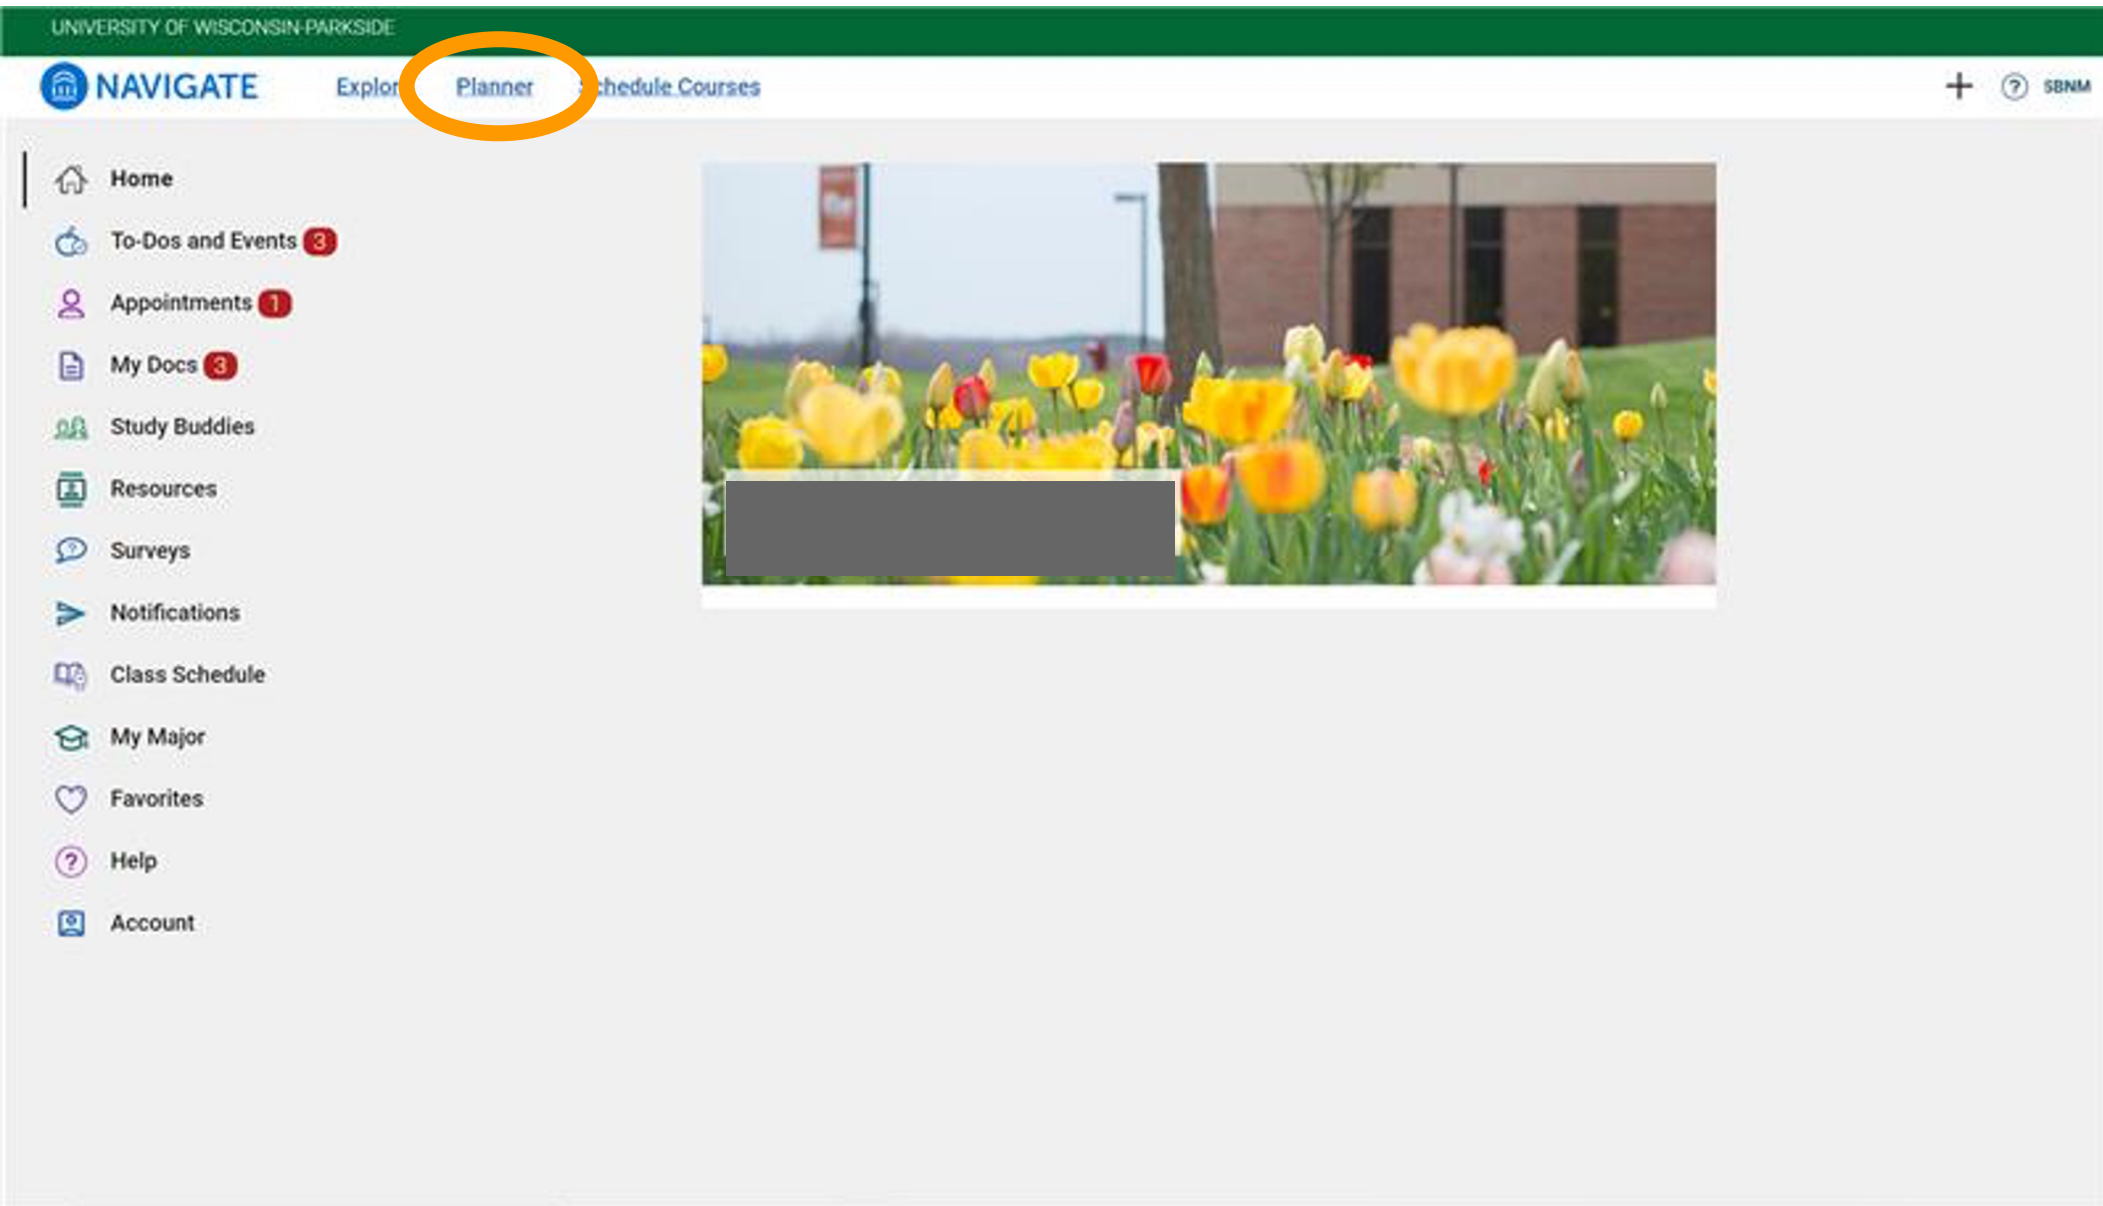 UNIVERSITY OF WISCONSIN-PARKSIDE
NAVIGATE Explor Planner chedule Courses ? SBNM
Home
To-Dos and Events 3
Appointments 1
My Docs 3
Study Buddies
Resources
Surveys
Notifications
Class Schedule
My Major
Favorites
? Help
Account